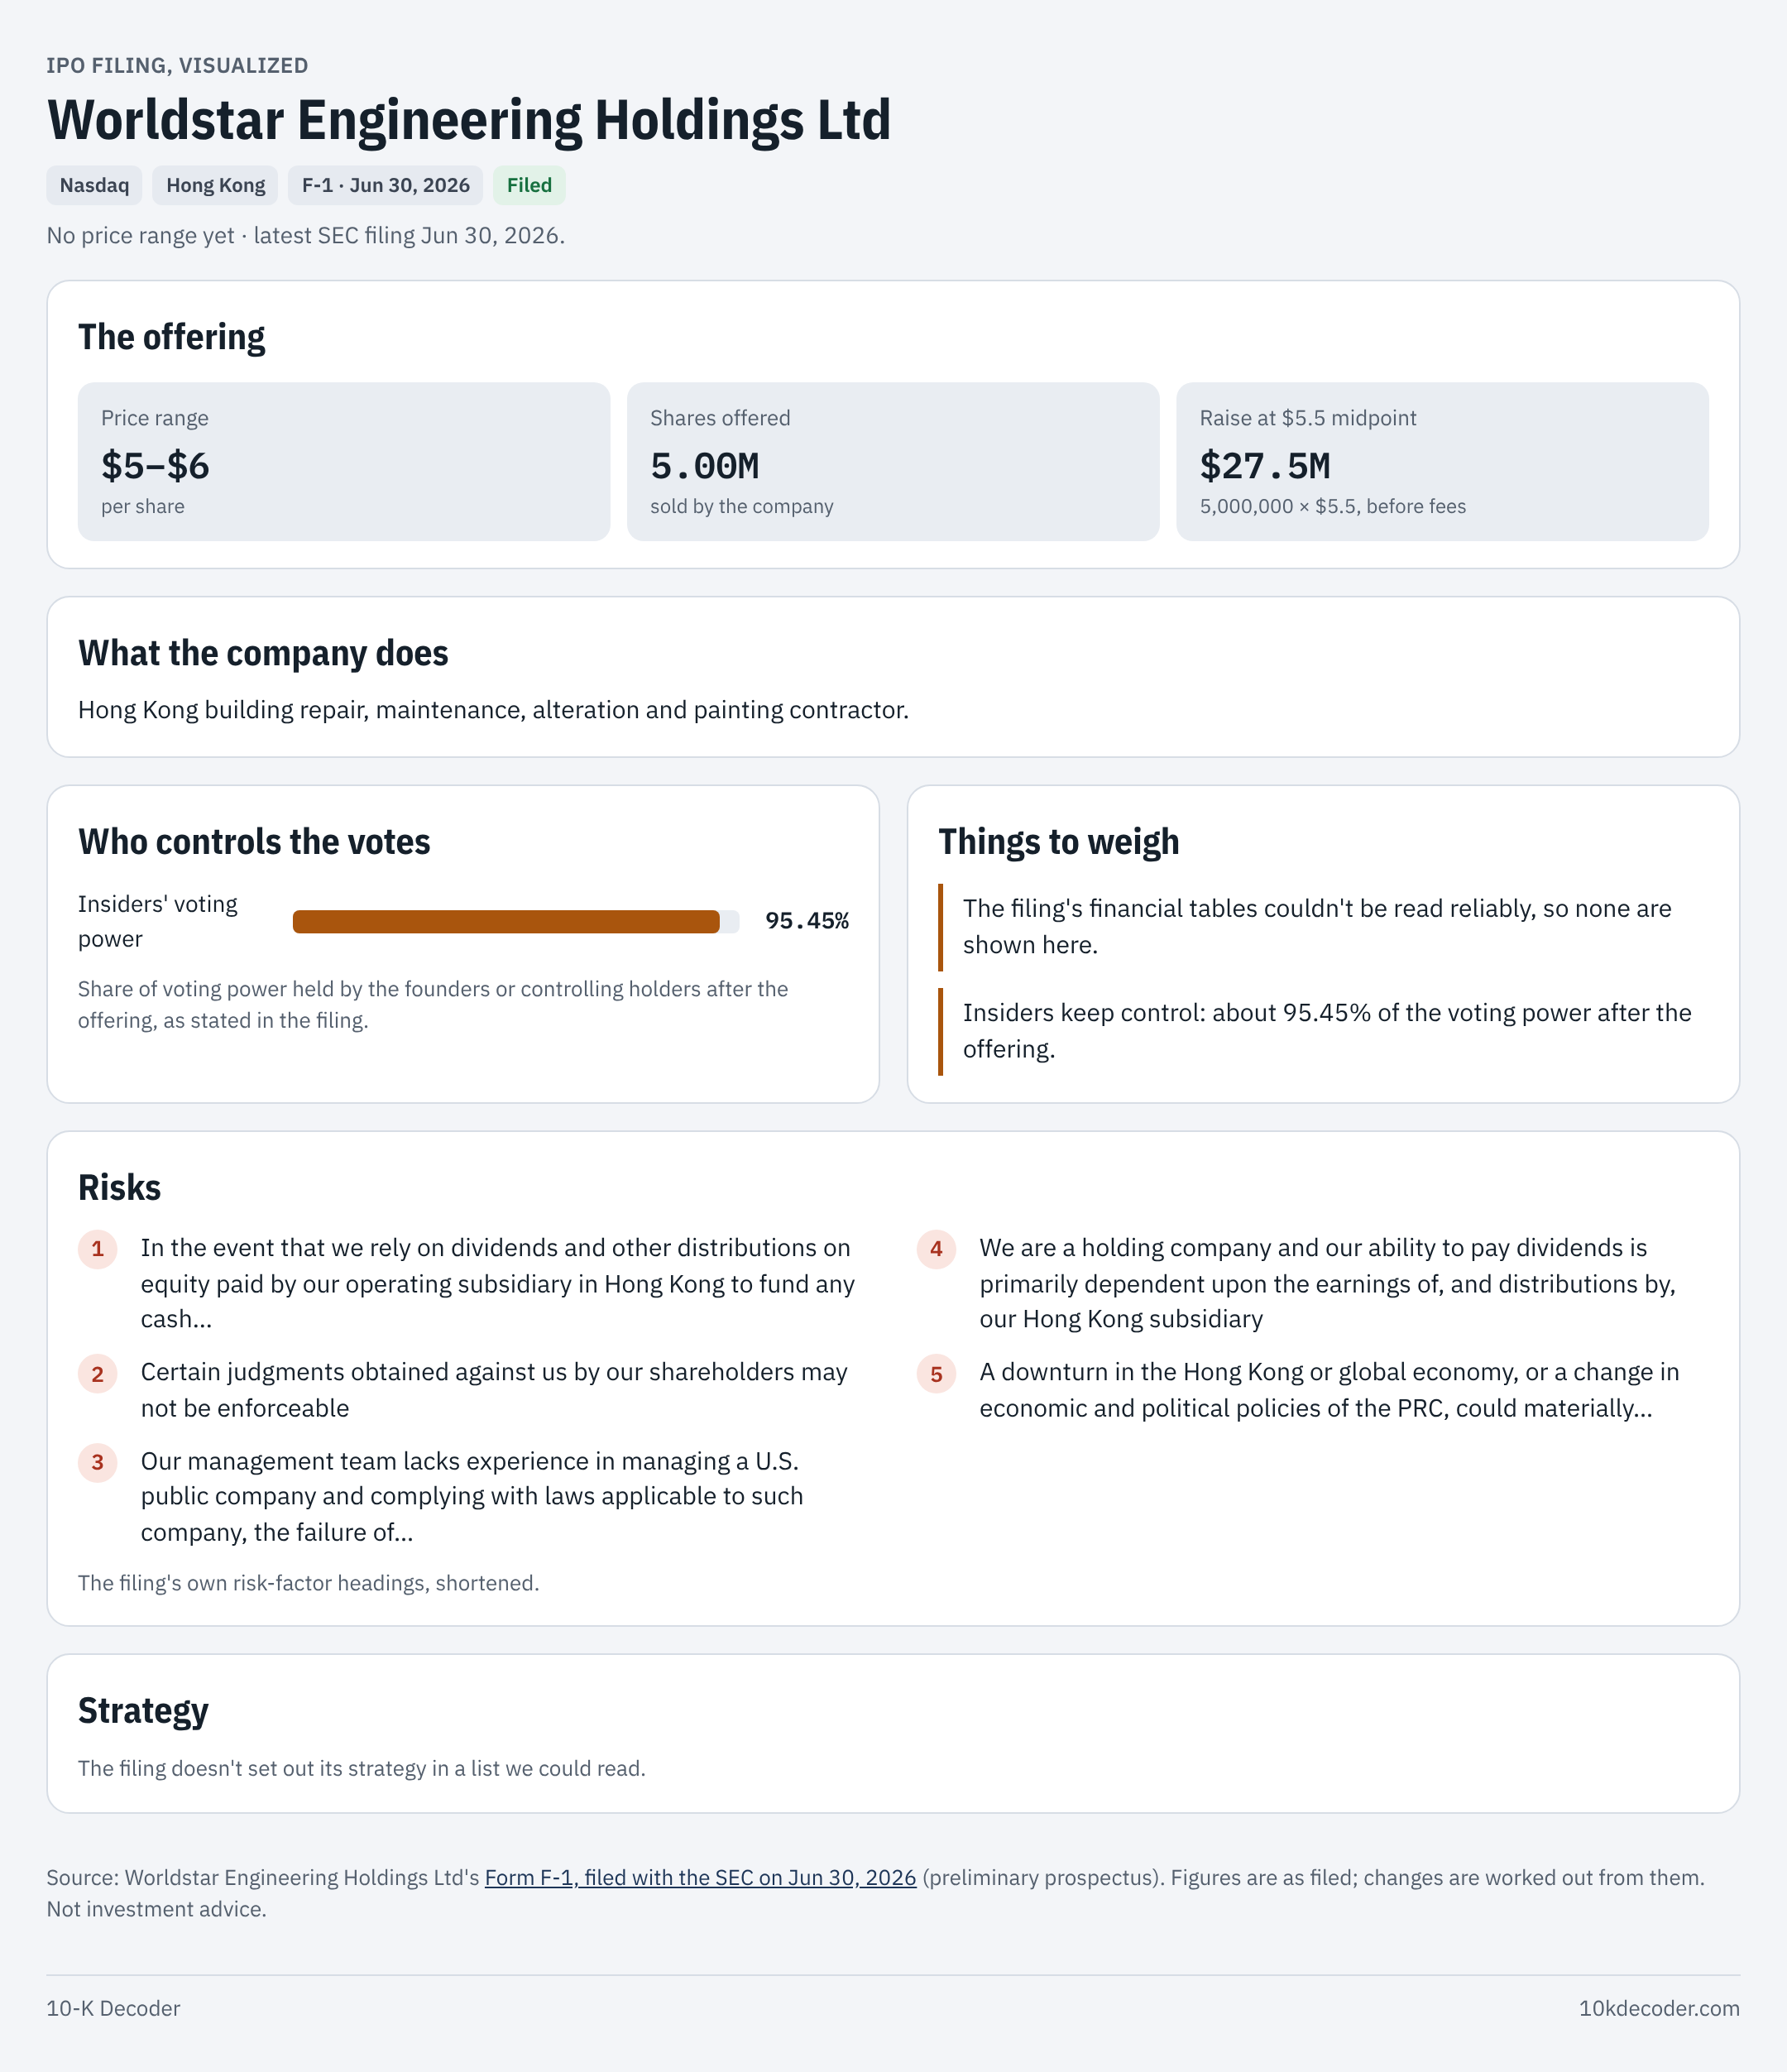 IPO FILING, VISUALIZED
Worldstar Engineering Holdings Ltd
Nasdaq
Hong Kong
F-1 · Jun 30, 2026
Filed
No price range yet · latest SEC filing Jun 30, 2026.
The offering
Price range
$5–$6
per share
Shares offered
5.00M
sold by the company
Raise at $5.5 midpoint
$27.5M
5,000,000 × $5.5, before fees
What the company does
Hong Kong building repair, maintenance, alteration and painting contractor.
Who controls the votes
Insiders' voting
power
95.45%
Share of voting power held by the founders or controlling holders after the
offering, as stated in the filing.
Things to weigh
The filing's financial tables couldn't be read reliably, so none are
shown here.
Insiders keep control: about 95.45% of the voting power after the
offering.
Risks
1
In the event that we rely on dividends and other distributions on
equity paid by our operating subsidiary in Hong Kong to fund any
cash…
2
Certain judgments obtained against us by our shareholders may
not be enforceable
3
Our management team lacks experience in managing a U.S.
public company and complying with laws applicable to such
company, the failure of…
4
We are a holding company and our ability to pay dividends is
primarily dependent upon the earnings of, and distributions by,
our Hong Kong subsidiary
5
A downturn in the Hong Kong or global economy, or a change in
economic and political policies of the PRC, could materially…
The filing's own risk-factor headings, shortened.
Strategy
The filing doesn't set out its strategy in a list we could read.
Source: Worldstar Engineering Holdings Ltd's Form F-1, filed with the SEC on Jun 30, 2026 (preliminary prospectus). Figures are as filed; changes are worked out from them.
Not investment advice.
10-K Decoder
10kdecoder.com